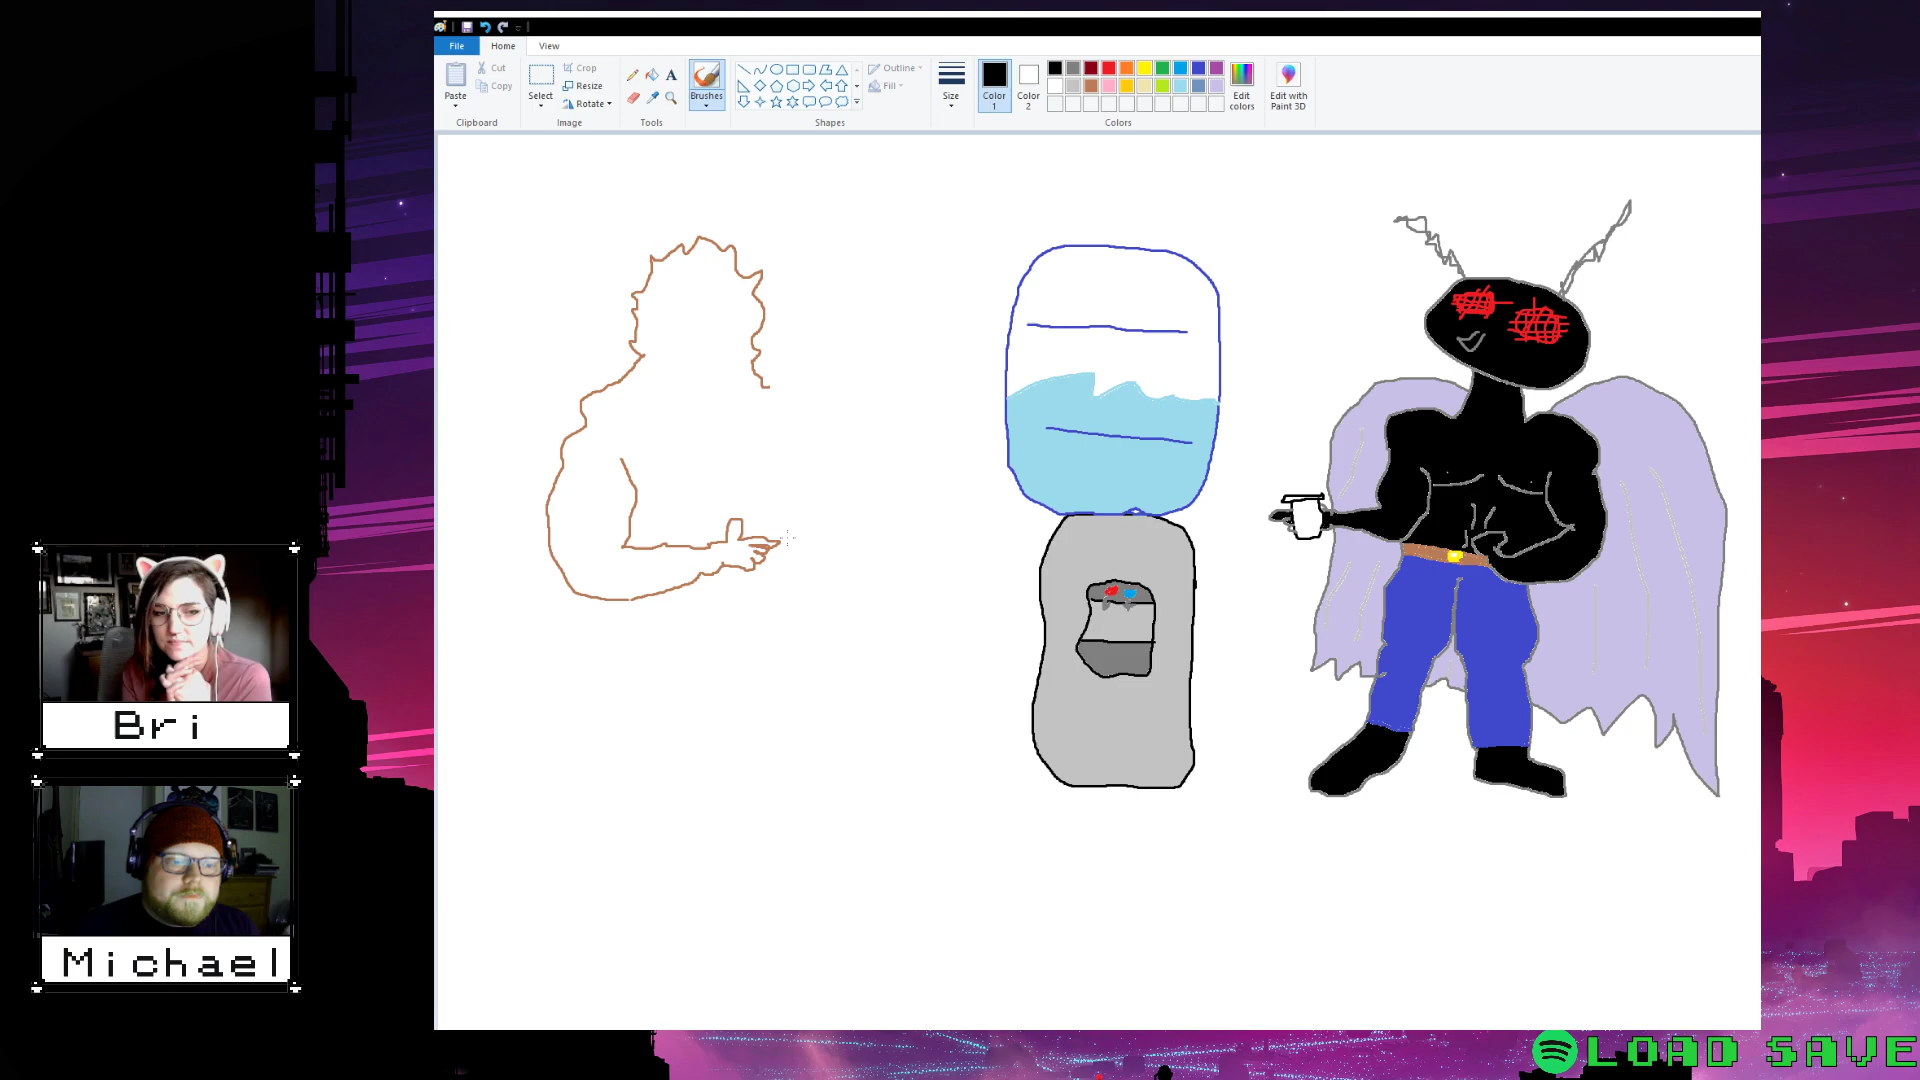 File Home View
Paste
Cut
Copy
Clipboard
Select
Crop
Resize
Rotate
Image
A
Tools
Brushes
Shapes
Outline
Fill
Size
Color
1
Color
2
Colors
Edit
colors
Edit with
Paint 3D
Bri
Michael
LOAD SAVE